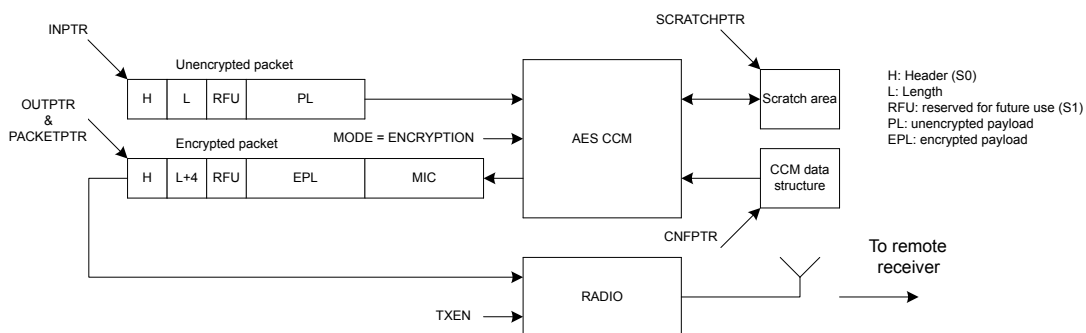 SCRATCHPTR
INPTR
Unencrypted packet
H L RFU PL
OUTPTR
&
PACKETPTR
MODE = ENCRYPTION
Encrypted packet
H L+4 RFU EPL MIC
AES CCM
Scratch area
CCM data
structure
CNFPTR
H: Header (S0)
L: Length
RFU: reserved for future use (S1)
PL: unencrypted payload
EPL: encrypted payload
To remote
receiver
RADIO
TXEN